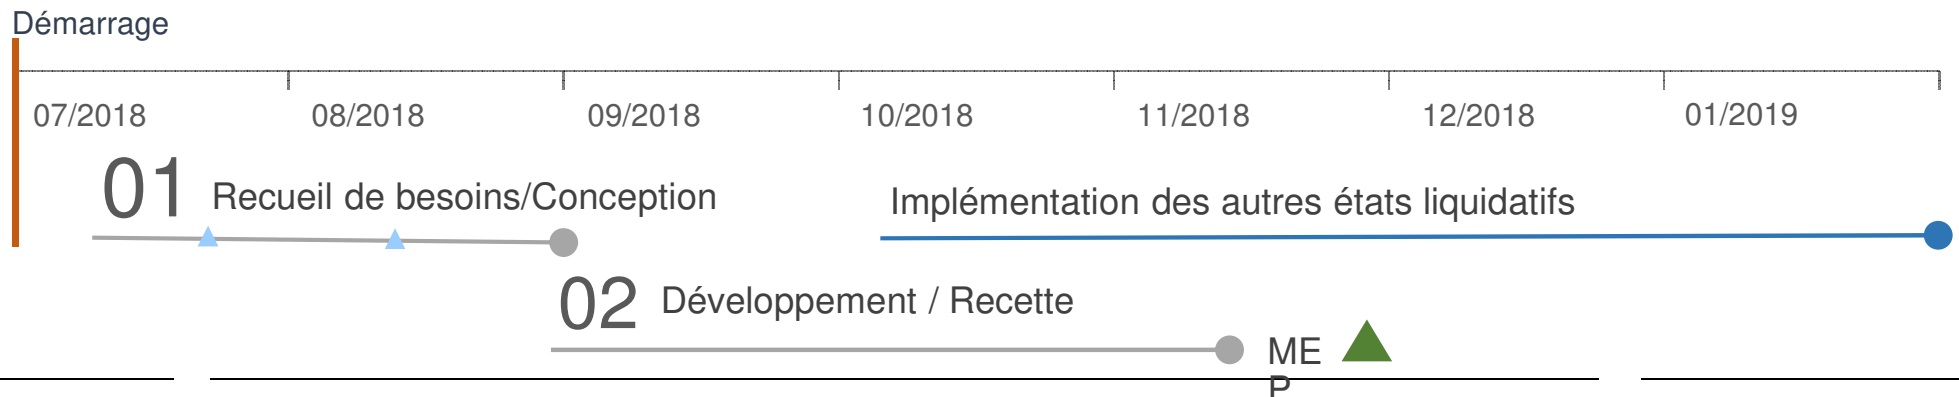 Démarrage
07/2018 08/2018 09/2018 10/2018 11/2018 12/2018 01/2019
01 Recueil de besoins/Conception
Implémentation des autres états liquidatifs
02 Développement / Recette
ME
P